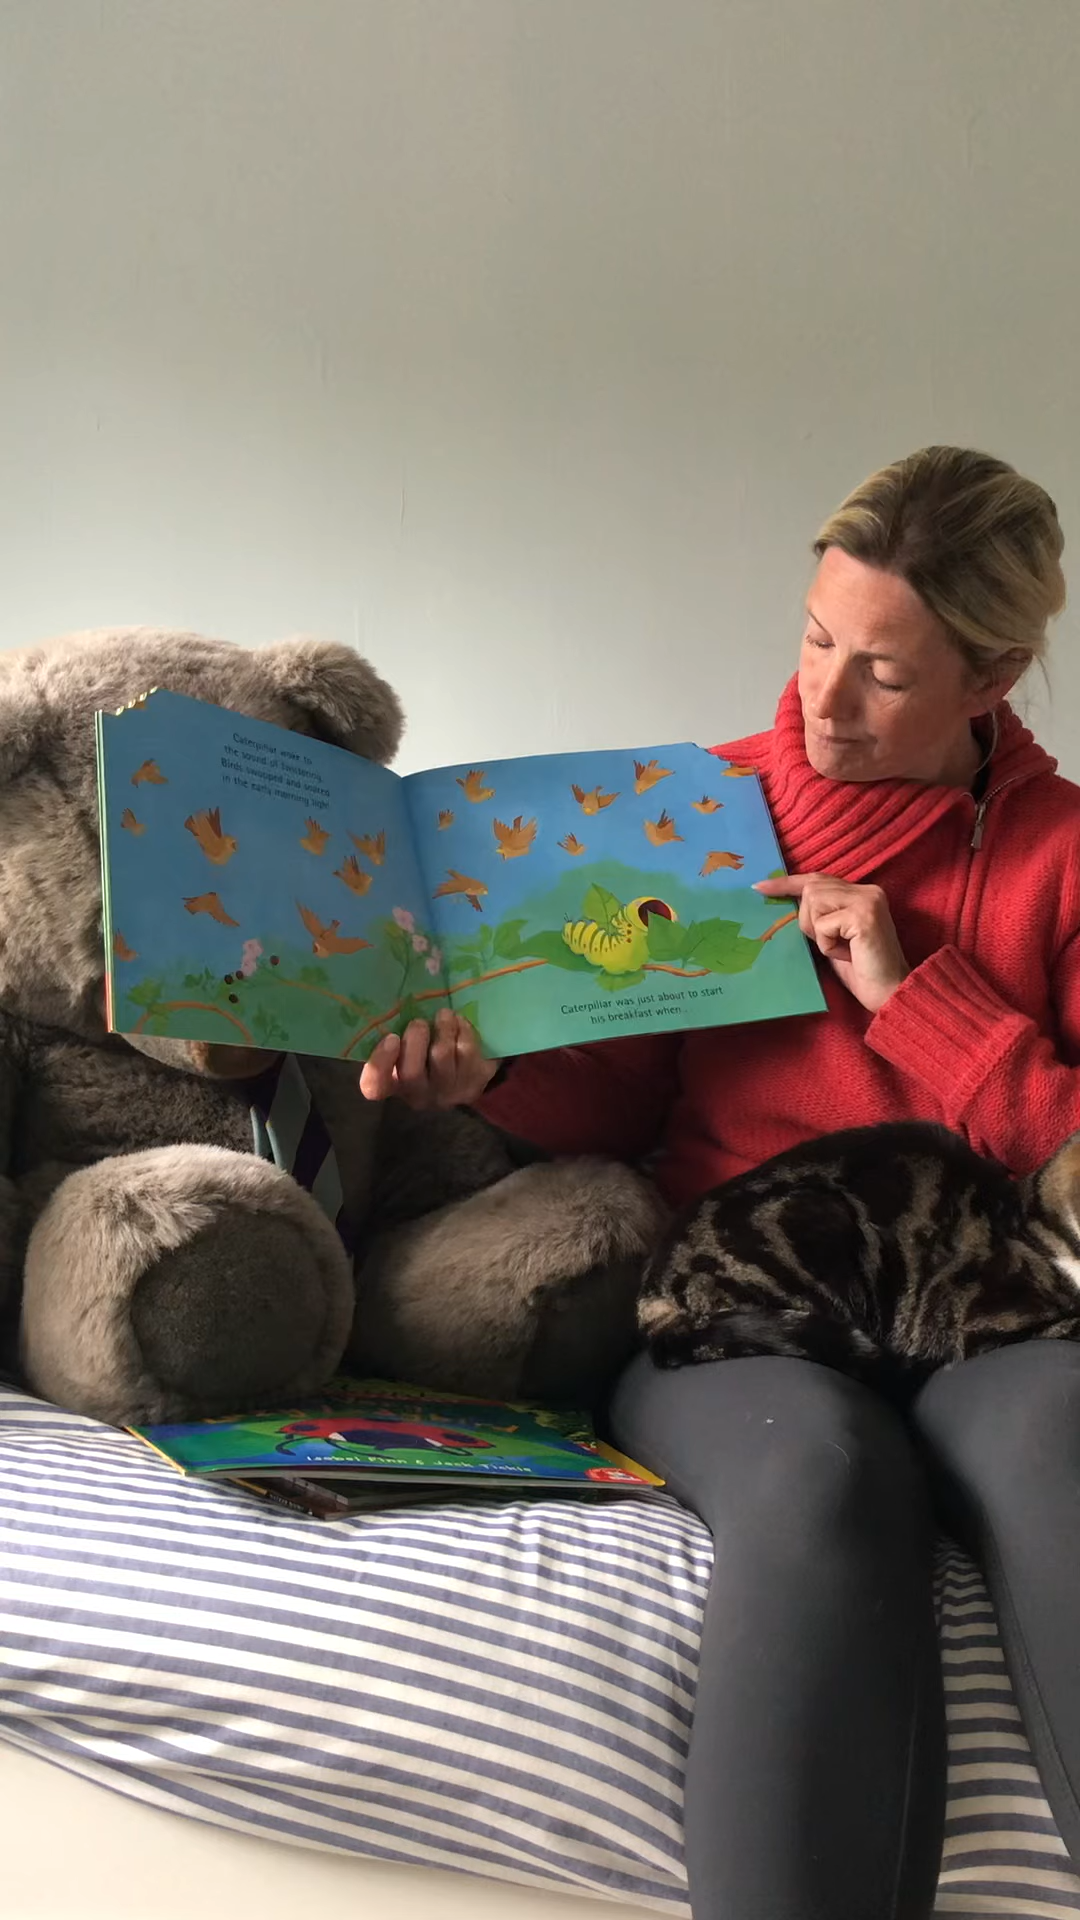 Caterpillar woke to
the sound of twittering.
Birds swooped and soared
in the early morning light.
Caterpillar was just about to start
his breakfast when...
Isabel Finn & Jack Tickle